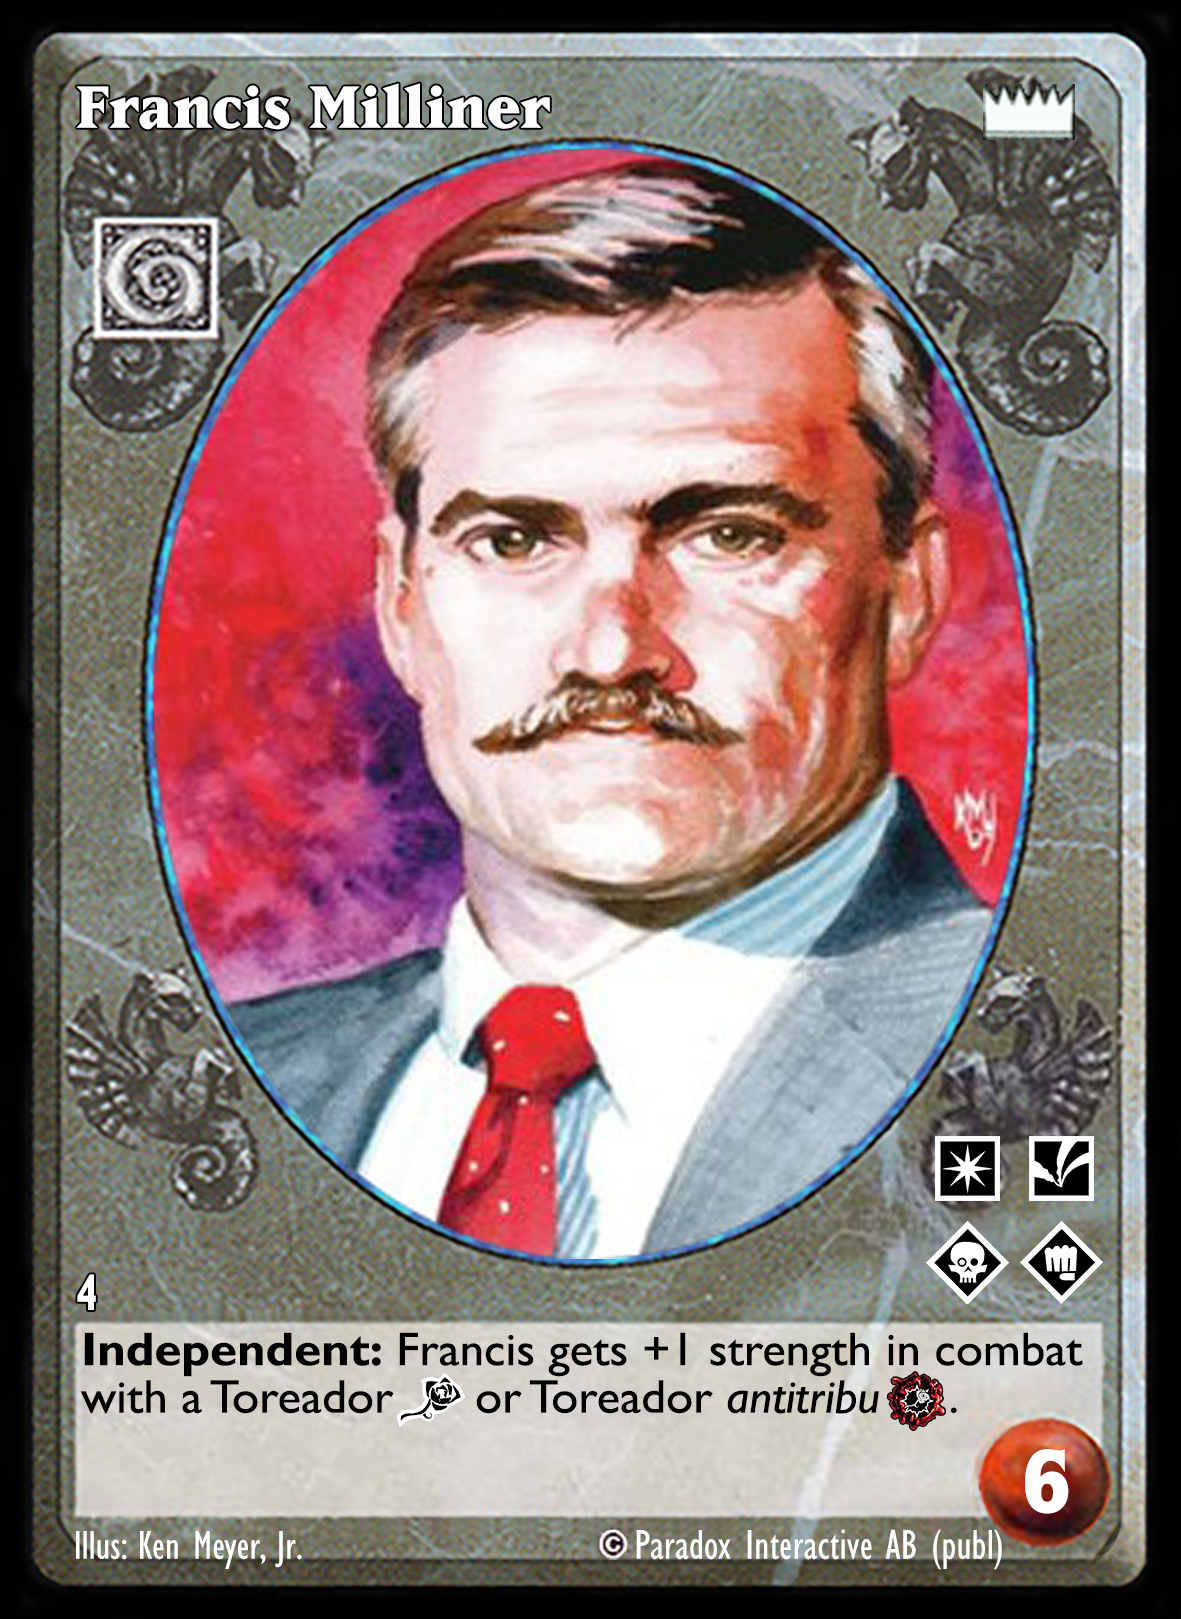 Francis Milliner
4
Independent: Francis gets +1 strength in combat
with a Toreador or Toreador antitribu .
6
Illus: Ken Meyer, Jr.
© Paradox Interactive AB (publ)